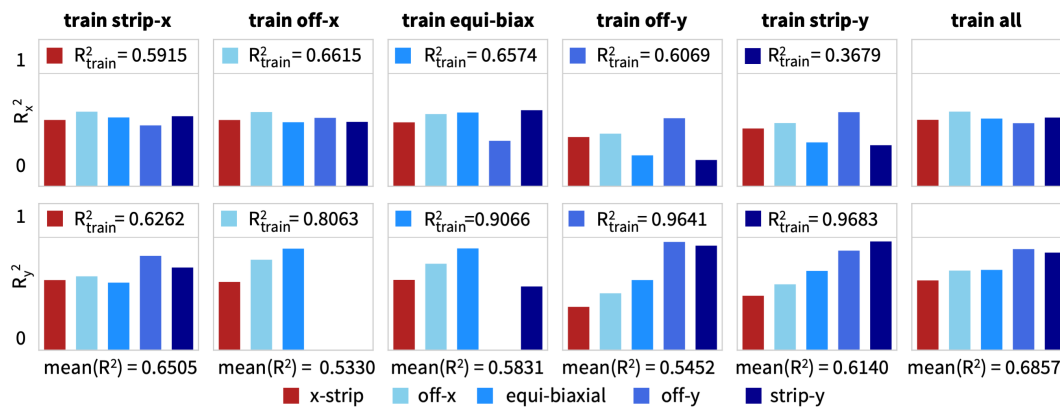 train strip-x train off-x train equi-biax train off-y train strip-y train all
1 R²train = 0.5915 R²train = 0.6615 R²train = 0.6574 R²train = 0.6069 R²train = 0.3679
Rx²
0
1 R²train = 0.6262 R²train = 0.8063 R²train = 0.9066 R²train = 0.9641 R²train = 0.9683
Ry²
0
mean(R²) = 0.6505 mean(R²) = 0.5330 mean(R²) = 0.5831 mean(R²) = 0.5452 mean(R²) = 0.6140 mean(R²) = 0.6857
x-strip off-x equi-biaxial off-y strip-y